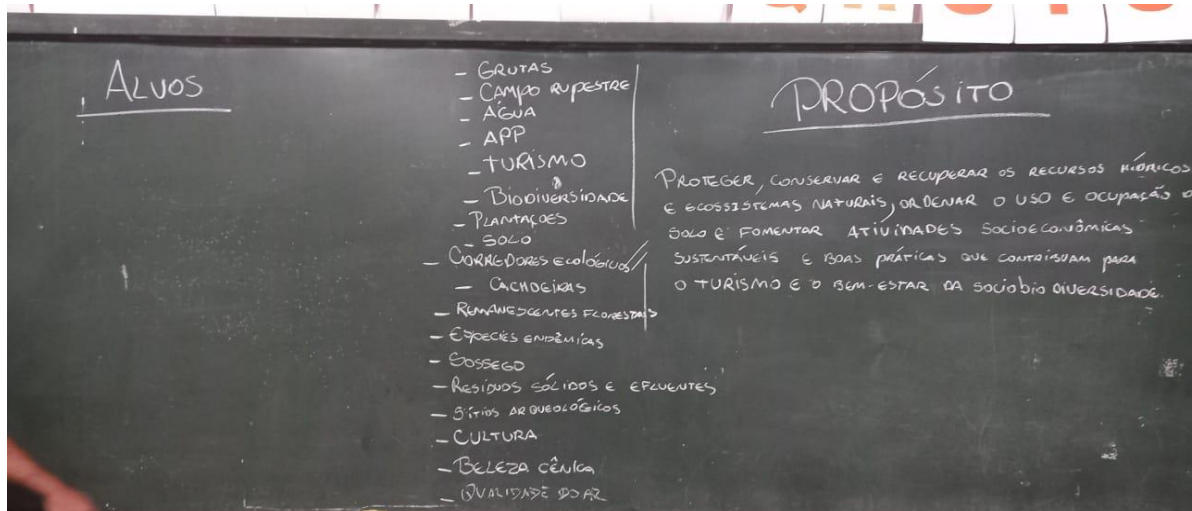 ALVOS
- GRUTAS
- CAMPO RUPESTRE
- ÁGUA
- APP
- TURISMO
- BIODIVERSIDADE
- PLANTAÇOES
- SOLO
- CORREDORES ECOLÓGICOS
- CACHOEIRAS
- REMANESCENTES FLORESTAIS
- ESPECIES ENDÊMICAS
- SOSSEGO
- RESÍDUOS SÓLIDOS E EFLUENTES
- SÍTIOS ARQUEOLÓGICOS
- CULTURA
- BELEZA CÊNICA
- QUALIDADE DO AR
PROPÓSITO
PROTEGER, CONSERVAR E RECUPERAR OS RECURSOS HÍDRICOS
E ECOSSISTEMAS NATURAIS, ORDENAR O USO E OCUPAÇÃO
SOLO E FOMENTAR ATIVIDADES SOCIOECONÔMICAS
SUSTENTÁVEIS E BOAS PRÁTICAS QUE CONTRIBUAM PARA
O TURISMO E O BEM-ESTAR DA SOCIOBIODIVERSIDADE.